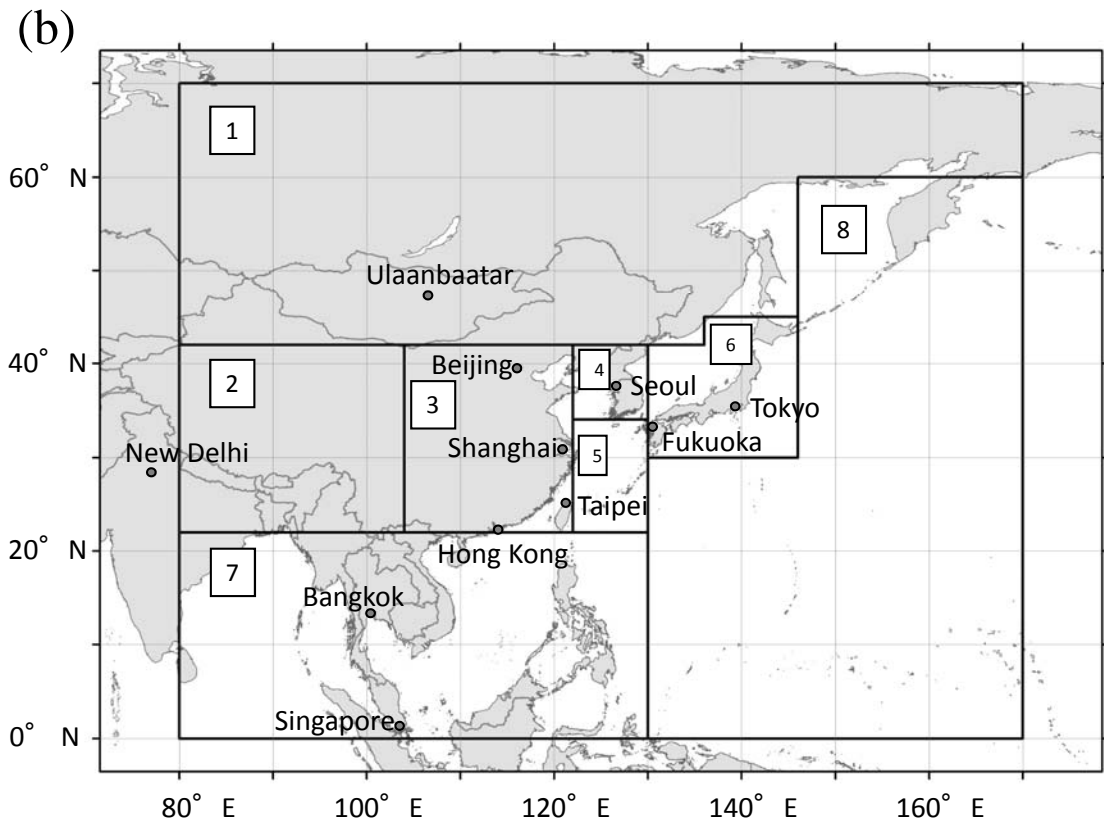 (b)
1
60° N
8
Ulaanbaatar
6
40° N
Beijing
4
2
3
Seoul
Tokyo
New Delhi
Shanghai
5
Fukuoka
Taipei
20° N
Hong Kong
7
Bangkok
Singapore
0° N
80° E 100° E 120° E 140° E 160° E